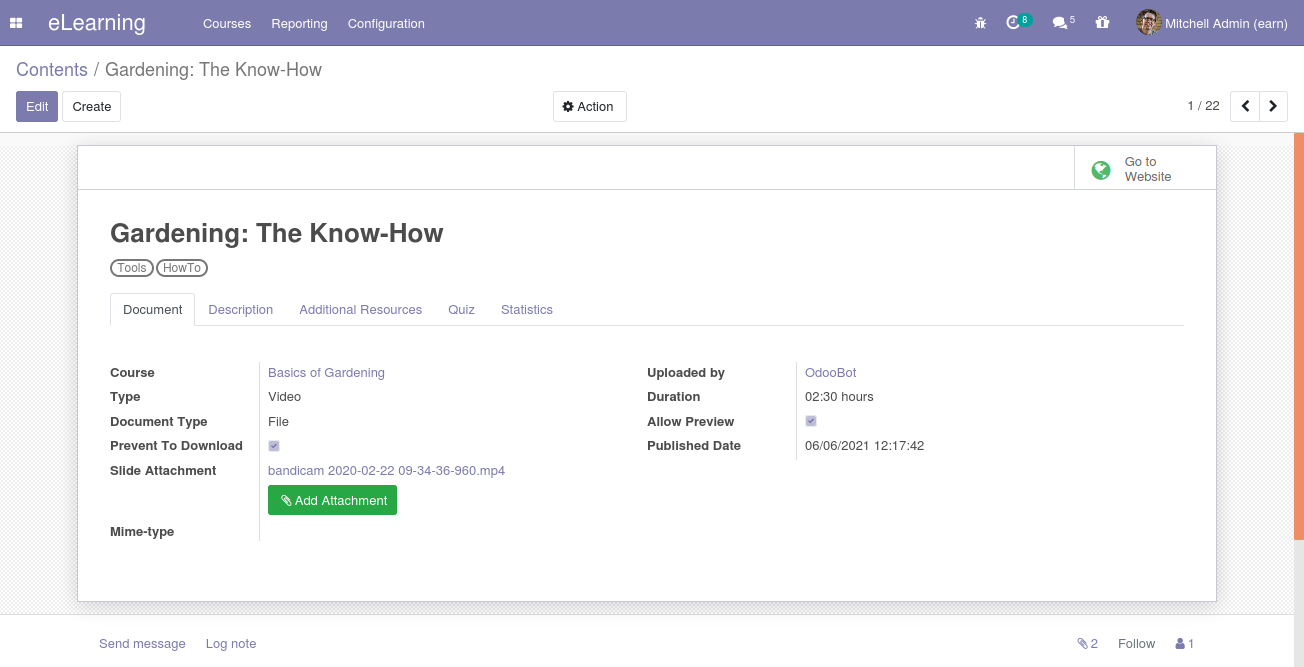 eLearning Courses Reporting Configuration 8 5 Mitchell Admin (earn)
Contents / Gardening: The Know-How
Edit Create Action 1 / 22
Go to
Website
Gardening: The Know-How
Tools HowTo
Document Description Additional Resources Quiz Statistics
Course Basics of Gardening Uploaded by OdooBot
Type Video Duration 02:30 hours
Document Type File Allow Preview
Prevent To Download Published Date 06/06/2021 12:17:42
Slide Attachment bandicam 2020-02-22 09-34-36-960.mp4
Add Attachment
Mime-type
Send message Log note 2 Follow 1